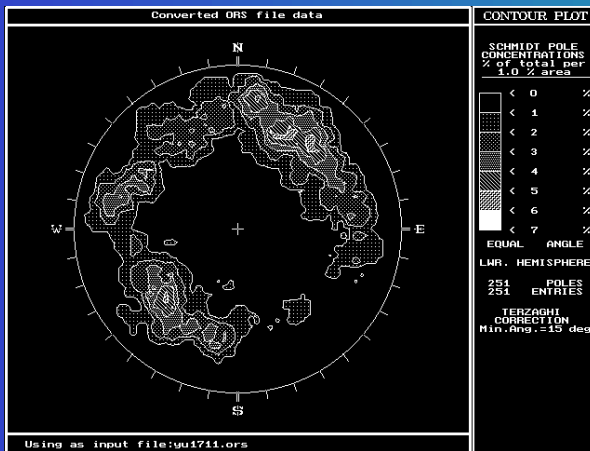 Converted ORS file data
N
W
E
S
Using as input file:yu1711.ors
CONTOUR PLOT
SCHMIDT POLE
CONCENTRATIONS
% of total per
1.0 % area
< 0 %
< 1 %
< 2 %
< 3 %
< 4 %
< 5 %
< 6 %
< 7 %
EQUAL ANGLE
LWR. HEMISPHERE
251 POLES
251 ENTRIES
TERZAGHI
CORRECTION
Min.Ang.=15 deg